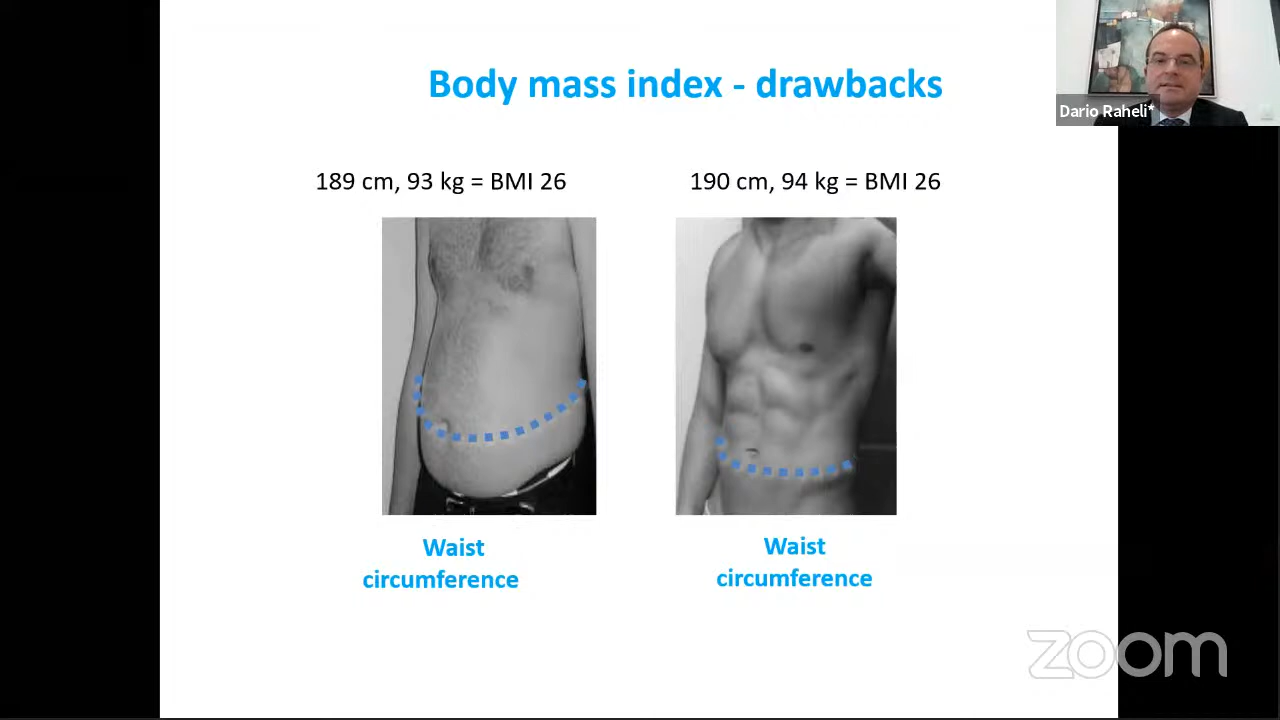 Body mass index - drawbacks
Dario Raheli*
189 cm, 93 kg = BMI 26
190 cm, 94 kg = BMI 26
Waist
circumference
Waist
circumference
zoom